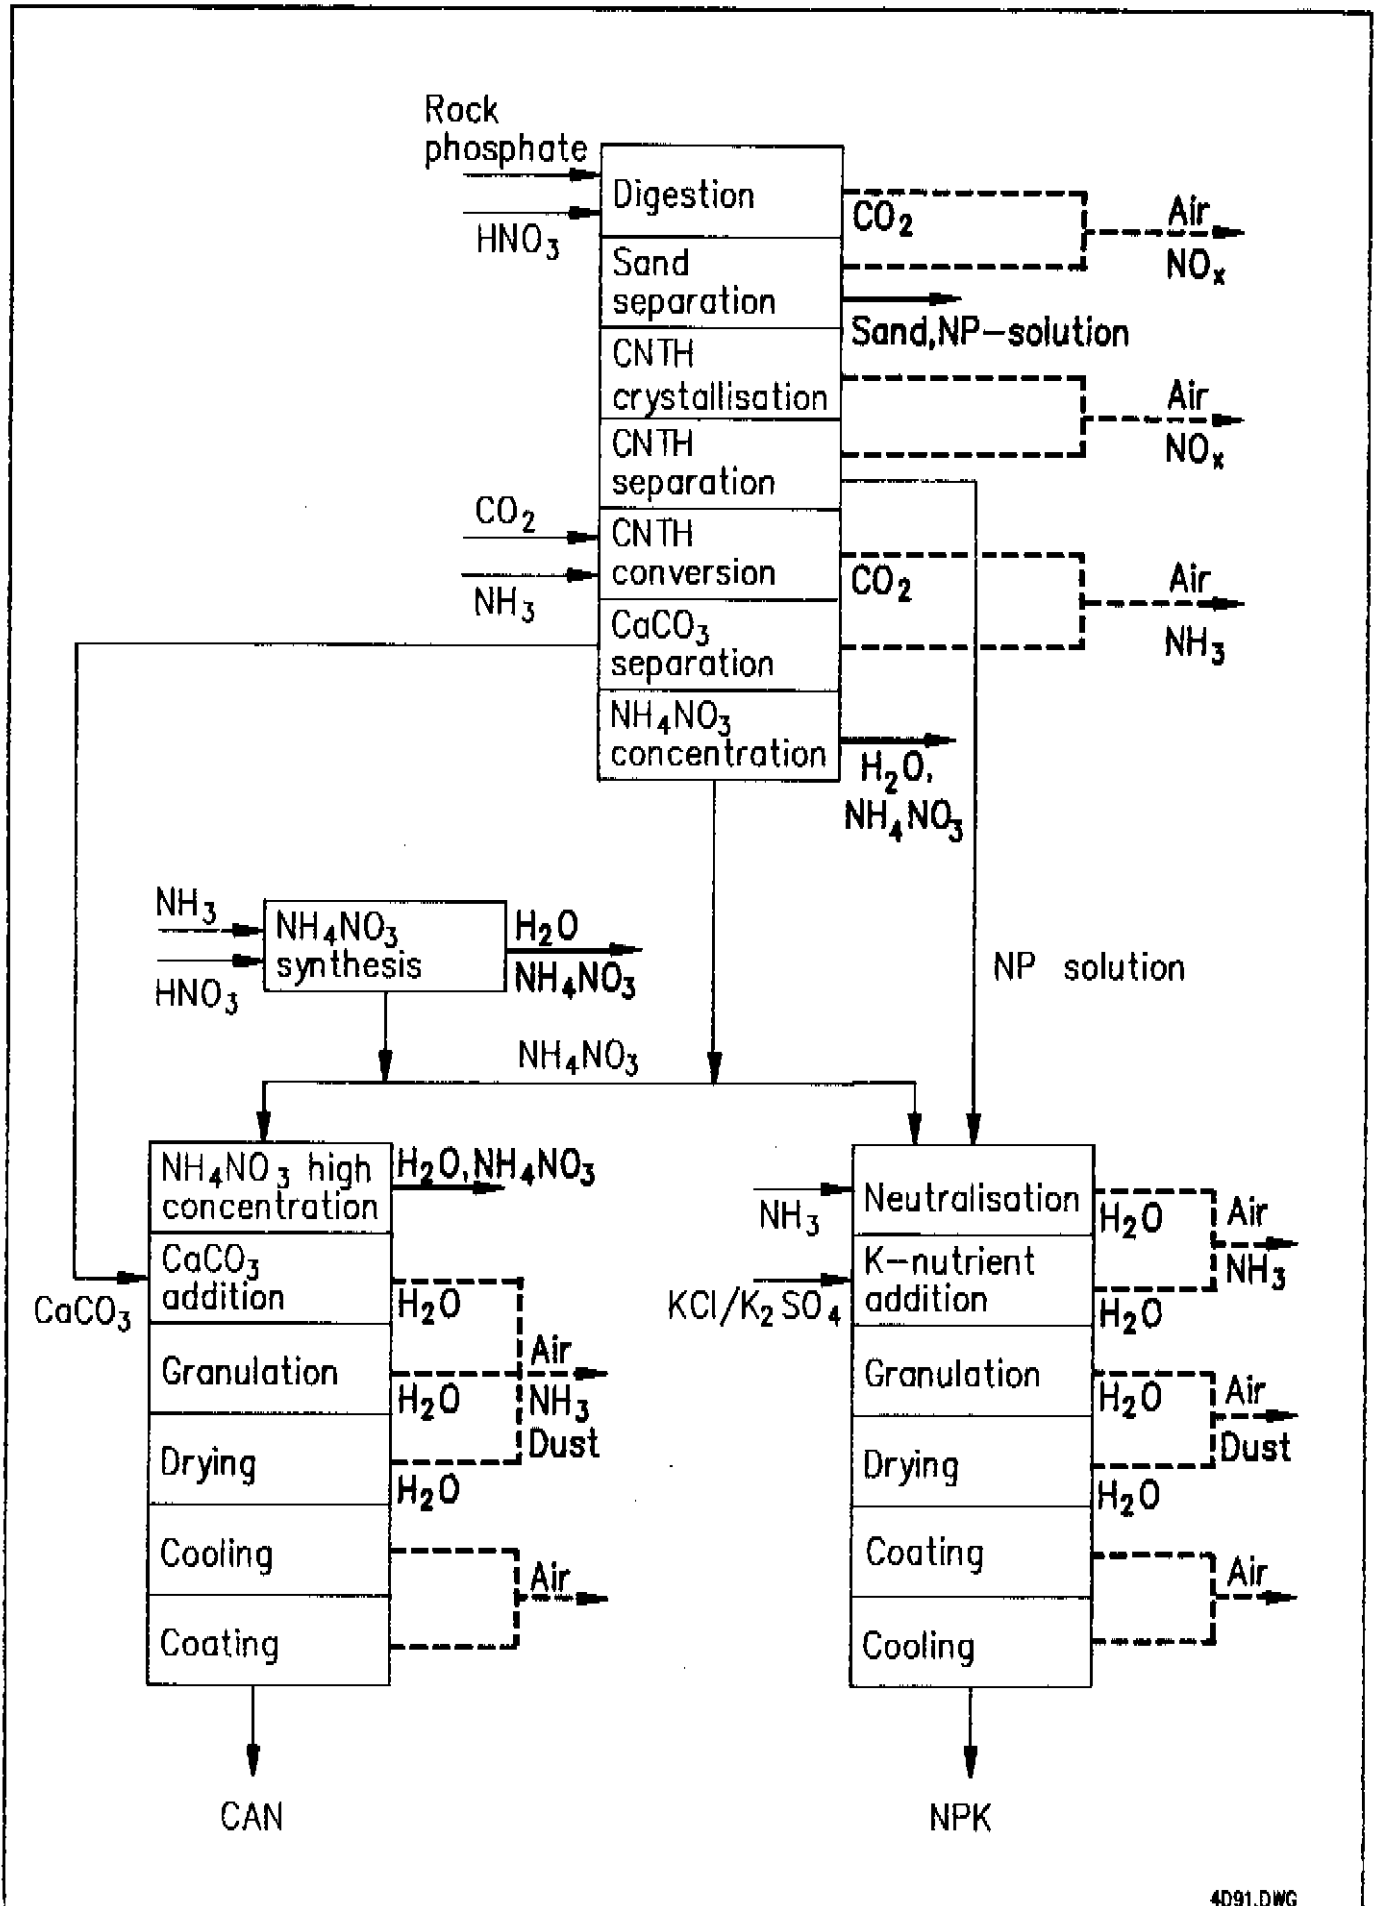 Rock
phosphate
HNO₃
Digestion
CO₂
Air
NOₓ
Sand
separation
Sand,NP-solution
CNTH
crystallisation
Air
NOₓ
CNTH
separation
CO₂
NH₃
CNTH
conversion
CO₂
Air
NH₃
CaCO₃
separation
NH₄NO₃
concentration
H₂O,
NH₄NO₃
NH₃
HNO₃
NH₄NO₃
synthesis
H₂O
NH₄NO₃
NP solution
NH₄NO₃
NH₄NO₃ high
concentration
H₂O,NH₄NO₃
CaCO₃
CaCO₃
addition
H₂O
Granulation
H₂O
Air
NH₃
Dust
Drying
H₂O
Cooling
Air
Coating
CAN
NH₃
Neutralisation
H₂O
Air
NH₃
KCl/K₂SO₄
K-nutrient
addition
H₂O
Granulation
H₂O
Air
Dust
Drying
H₂O
Coating
Air
Cooling
NPK
4D91.DWG